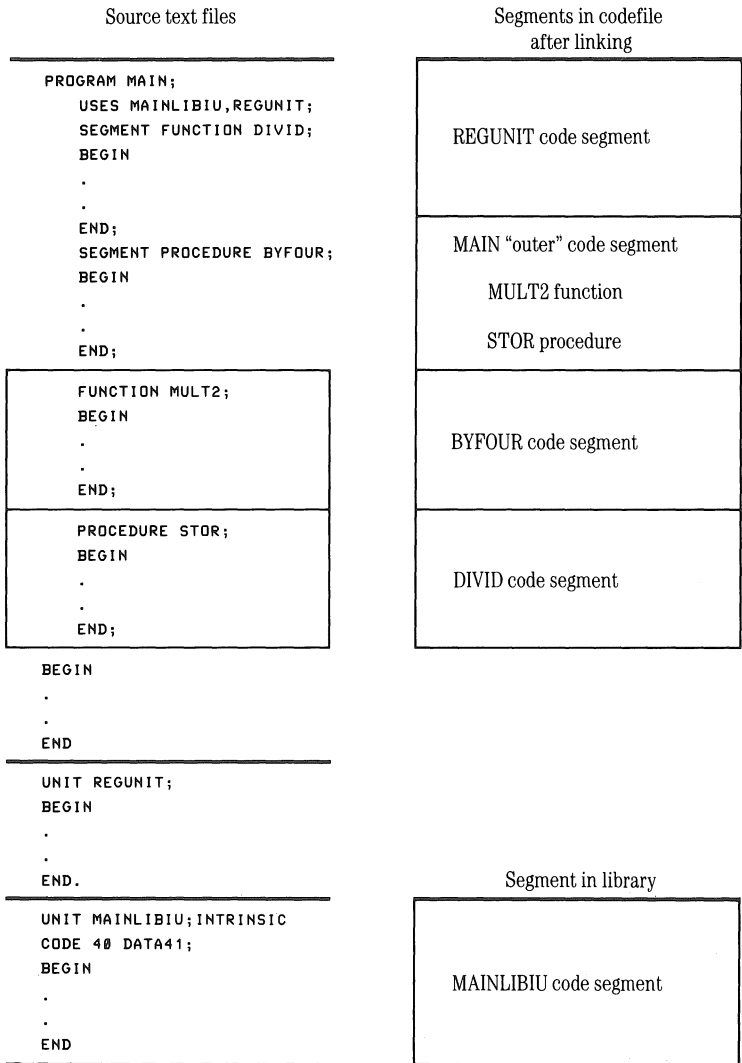 Source text files
PROGRAM MAIN;
USES MAINLIBIU,REGUNIT;
SEGMENT FUNCTION DIVID;
BEGIN
.
.
END;
SEGMENT PROCEDURE BYFOUR;
BEGIN
.
.
END;
FUNCTION MULT2;
BEGIN
.
.
END;
PROCEDURE STOR;
BEGIN
.
.
END;
BEGIN
.
.
END
UNIT REGUNIT;
BEGIN
.
.
END.
UNIT MAINLIBIU;INTRINSIC
CODE 40 DATA41;
BEGIN
.
.
END
Segments in codefile
after linking
REGUNIT code segment
MAIN “outer” code segment
MULT2 function
STOR procedure
BYFOUR code segment
DIVID code segment
Segment in library
MAINLIBIU code segment